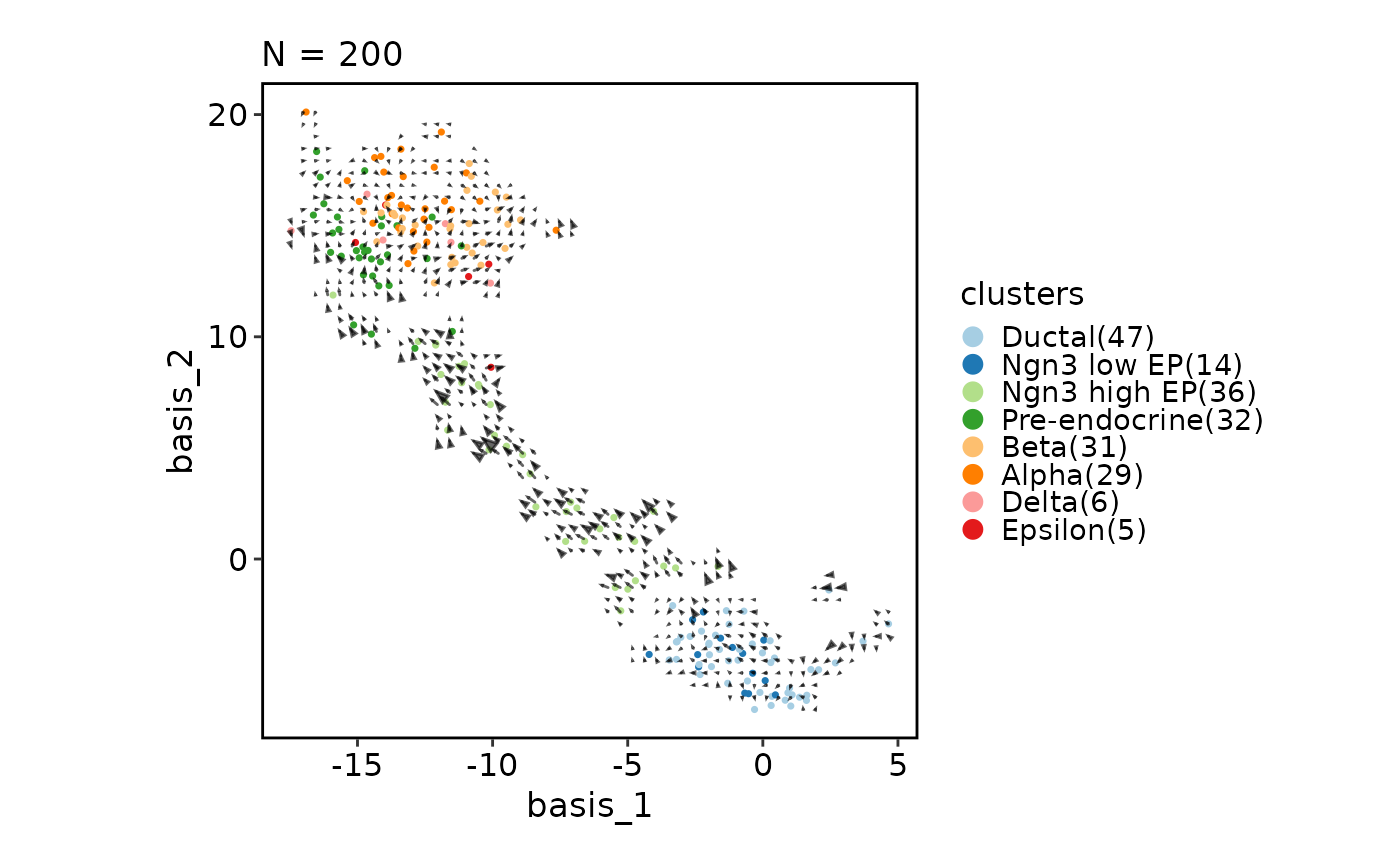 N = 200
20
10
0
basis_2
-15
-10
-5
0
5
basis_1
clusters
Ductal(47)
Ngn3 low EP(14)
Ngn3 high EP(36)
Pre-endocrine(32)
Beta(31)
Alpha(29)
Delta(6)
Epsilon(5)